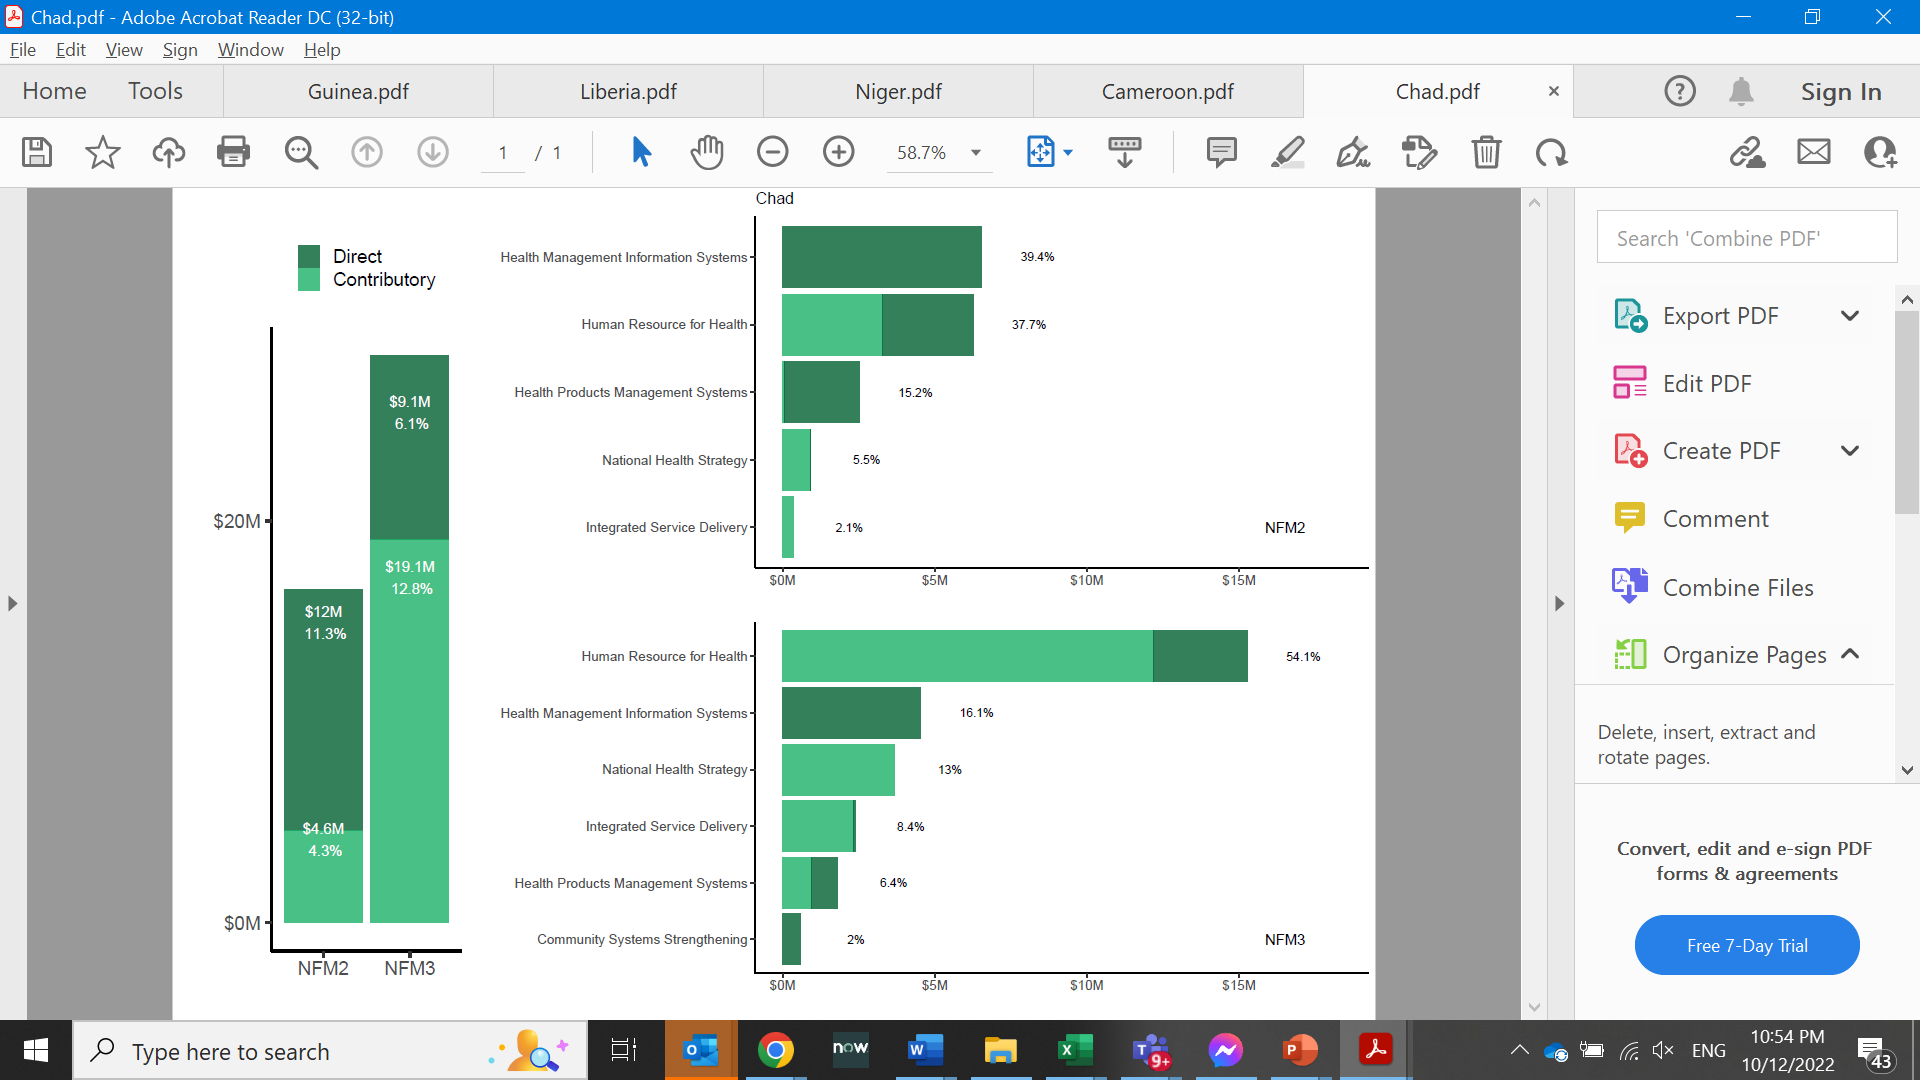 Chad.pdf - Adobe Acrobat Reader DC (32-bit)
File Edit View Sign Window Help
Home Tools Guinea.pdf Liberia.pdf Niger.pdf Cameroon.pdf Chad.pdf × ? Sign In
1 / 1 58.7%
Chad
Direct
Contributory
$20M
$0M
$9.1M
6.1%
$19.1M
12.8%
$12M
11.3%
$4.6M
4.3%
NFM2 NFM3
Health Management Information Systems 39.4%
Human Resource for Health 37.7%
Health Products Management Systems 15.2%
National Health Strategy 5.5%
Integrated Service Delivery 2.1%
NFM2
$0M $5M $10M $15M
Human Resource for Health 54.1%
Health Management Information Systems 16.1%
National Health Strategy 13%
Integrated Service Delivery 8.4%
Health Products Management Systems 6.4%
Community Systems Strengthening 2%
NFM3
$0M $5M $10M $15M
Search 'Combine PDF'
Export PDF
Edit PDF
Create PDF
Comment
Combine Files
Organize Pages
Delete, insert, extract and
rotate pages.
Convert, edit and e-sign PDF
forms & agreements
Free 7-Day Trial
Type here to search
O
now
W
X
T
9+
P
ENG
10:54 PM
10/12/2022
43